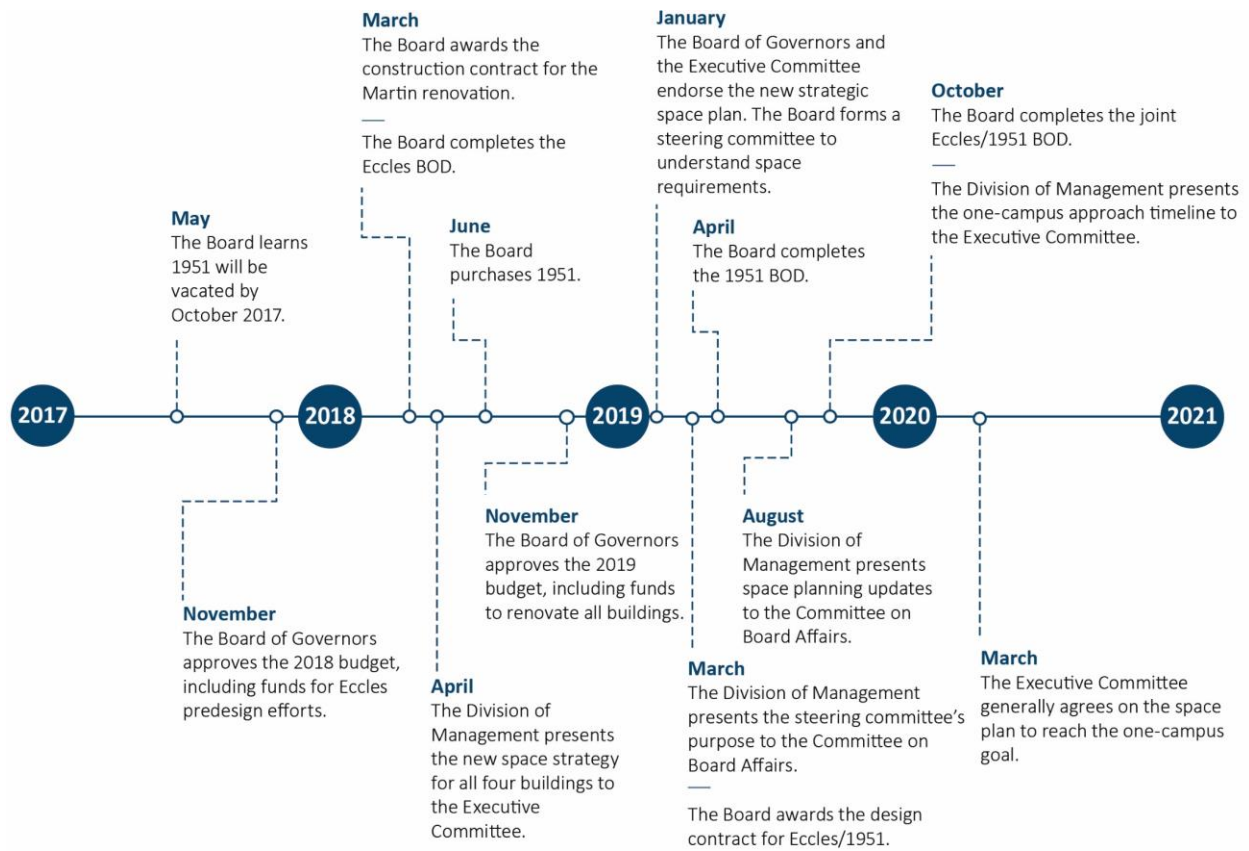 March
The Board awards the
construction contract for the
Martin renovation.
The Board completes the
Eccles BOD.
January
The Board of Governors and
the Executive Committee
endorse the new strategic
space plan. The Board forms a
steering committee to
understand space
requirements.
October
The Board completes the joint
Eccles/1951 BOD.
The Division of Management presents
the one-campus approach timeline to
the Executive Committee.
May
The Board learns
1951 will be
vacated by
October 2017.
June
The Board
purchases 1951.
April
The Board completes
the 1951 BOD.
2017
2018
2019
2020
2021
November
The Board of Governors
approves the 2018 budget,
including funds for Eccles
predesign efforts.
April
The Division of
Management presents
the new space strategy
for all four buildings to
the Executive
Committee.
November
The Board of Governors
approves the 2019
budget, including funds
to renovate all buildings.
March
The Division of Management
presents the steering committee's
purpose to the Committee on
Board Affairs.
The Board awards the design
contract for Eccles/1951.
August
The Division of
Management presents
space planning updates
to the Committee on
Board Affairs.
March
The Executive Committee
generally agrees on the space
plan to reach the one-campus
goal.